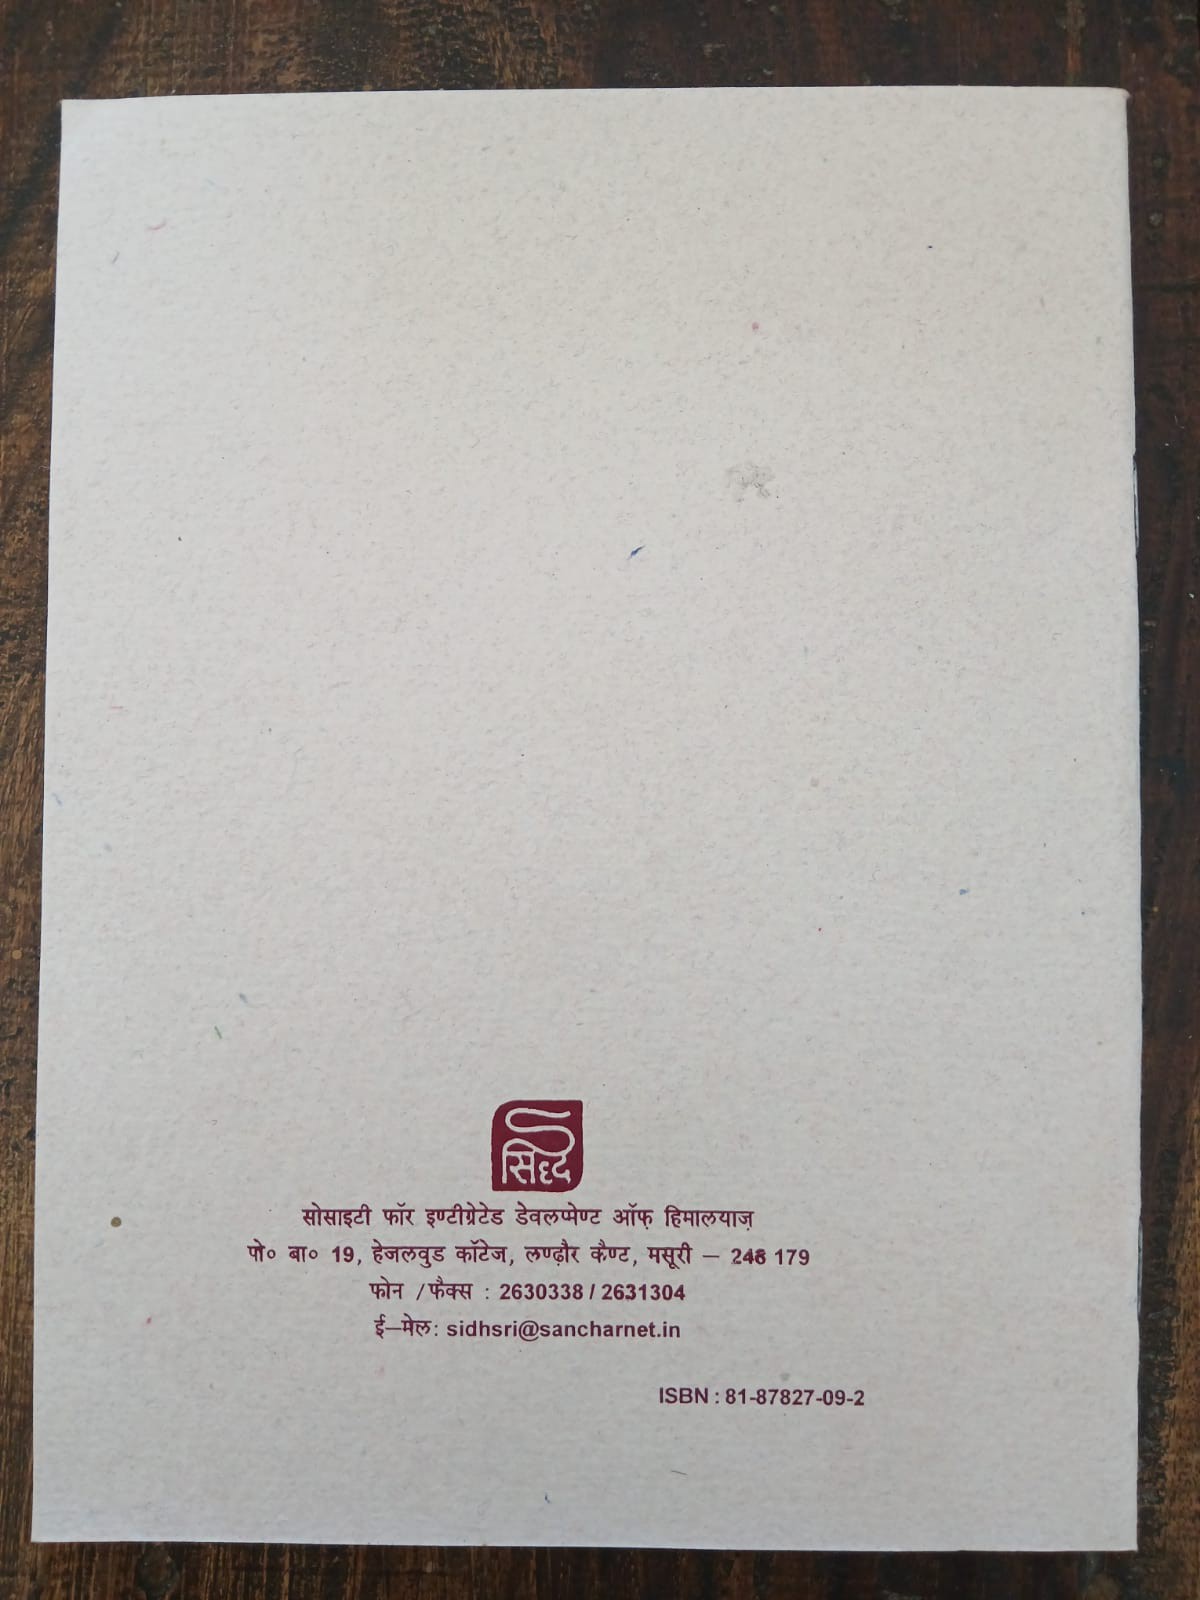 सिद्ध
सोसाइटी फॉर इण्टीग्रेटेड डेवलपमेण्ट ऑफ़ हिमालयाज़
पो० बा० 19, हेजलवुड कॉटेज, लण्ढौर कैण्ट, मसूरी – 248 179
फोन / फैक्स : 2630338 / 2631304
ई–मेल: sidhsri@sancharnet.in
ISBN : 81-87827-09-2